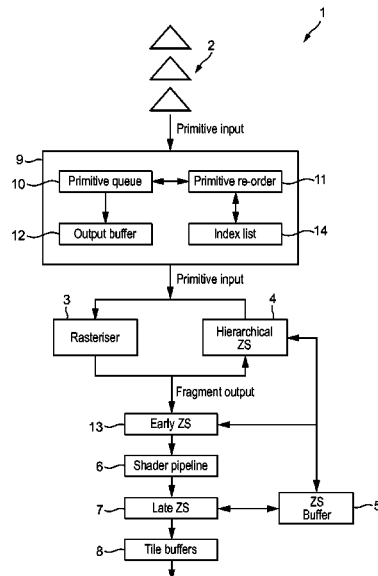 1
2
Primitive input
9
10
Primitive queue
Primitive re-order
11
12
Output buffer
Index list
14
Primitive input
3
4
Rasteriser
Hierarchical
ZS
Fragment output
13
Early ZS
6
Shader pipeline
7
Late ZS
ZS
Buffer
5
8
Tile buffers